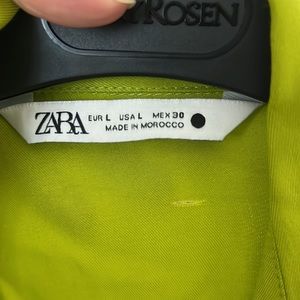 ROSEN
ZARA
EUR L USA L MEX 30
MADE IN MOROCCO